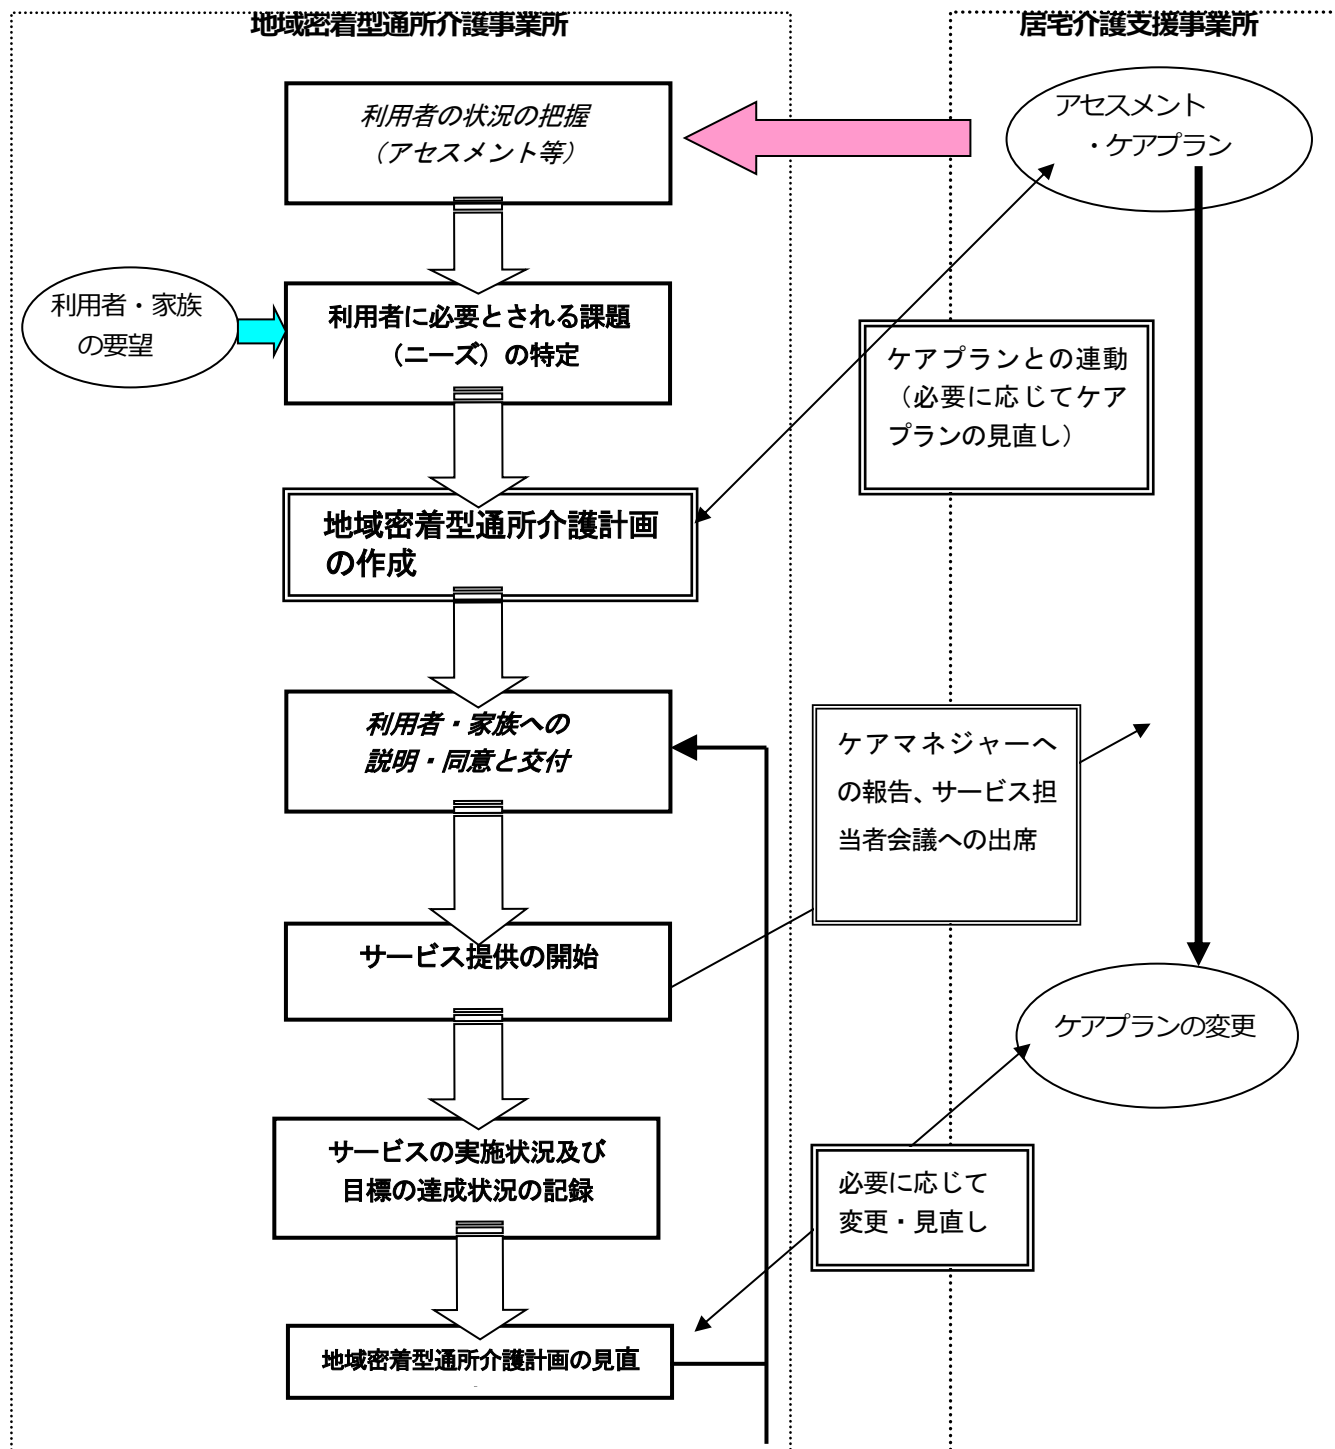 地域密着型通所介護事業所
居宅介護支援事業所
利用者の状況の把握
（アセスメント等）
アセスメント
・ケアプラン
利用者・家族
の要望
利用者に必要とされる課題
（ニーズ）の特定
ケアプランとの連動
（必要に応じてケア
プランの見直し）
地域密着型通所介護計画
の作成
利用者・家族への
説明・同意と交付
ケアマネジャーへ
の報告、サービス担
当者会議への出席
サービス提供の開始
ケアプランの変更
サービスの実施状況及び
目標の達成状況の記録
必要に応じて
変更・見直し
地域密着型通所介護計画の見直